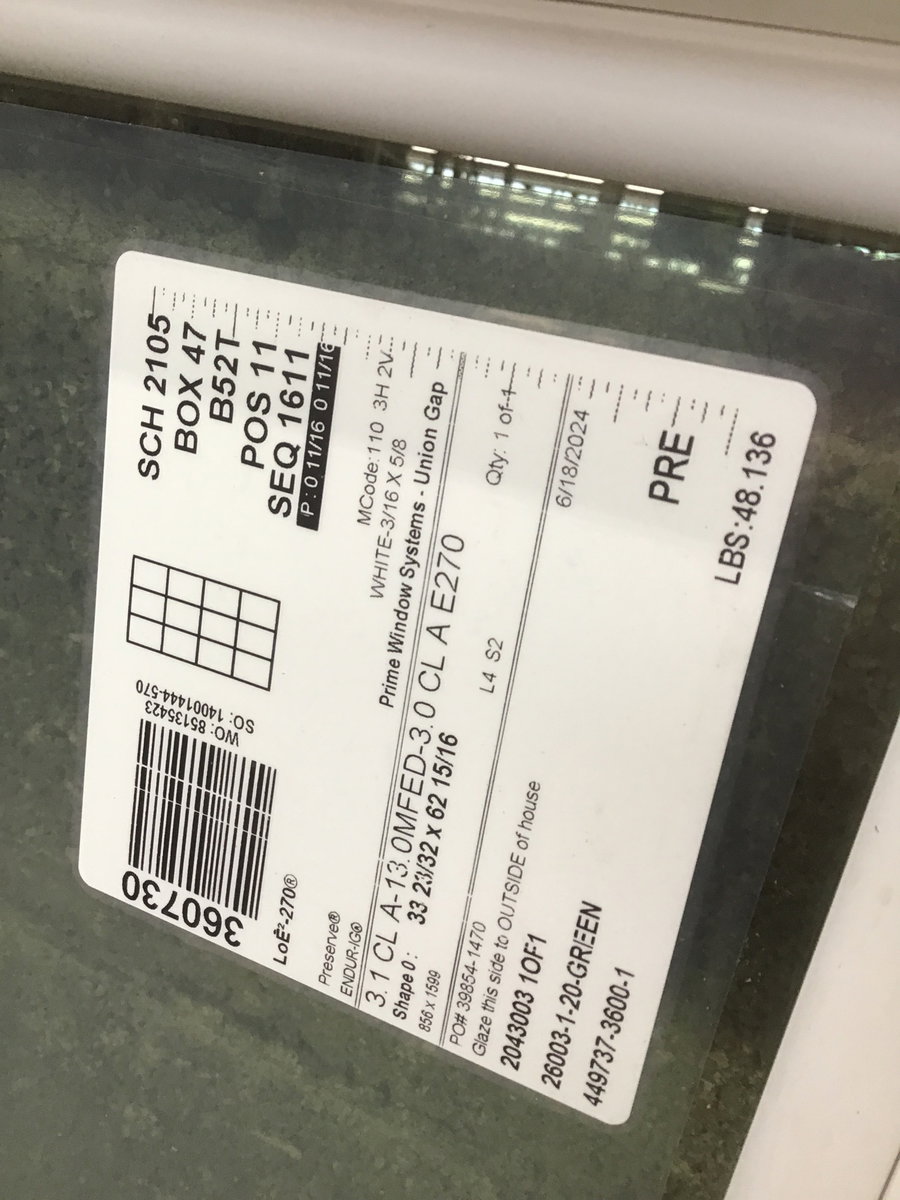 SCH 2105
BOX 47
B52T
POS 11
SEQ 1611
P: 0 11/16 0 11/16
360730
WO: 85135423
SO: 14001444-570
LoĒ²-270®
Preserve®
ENDUR-IG®
MCode:110 3H 2V...
WHITE-3/16 X 5/8
Prime Window Systems - Union Gap
3.1 CL A-13.0MFED-3.0 CL A E270
Shape 0 : 33 23/32 x 62 15/16
856 x 1599
L4 S2
Qty: 1 of 1
PO# 39854-1470
Glaze this side to OUTSIDE of house
6/18/2024
2043003 1OF1
26003-1-20-GREEN
449737-3600-1
PRE
LBS:48.136